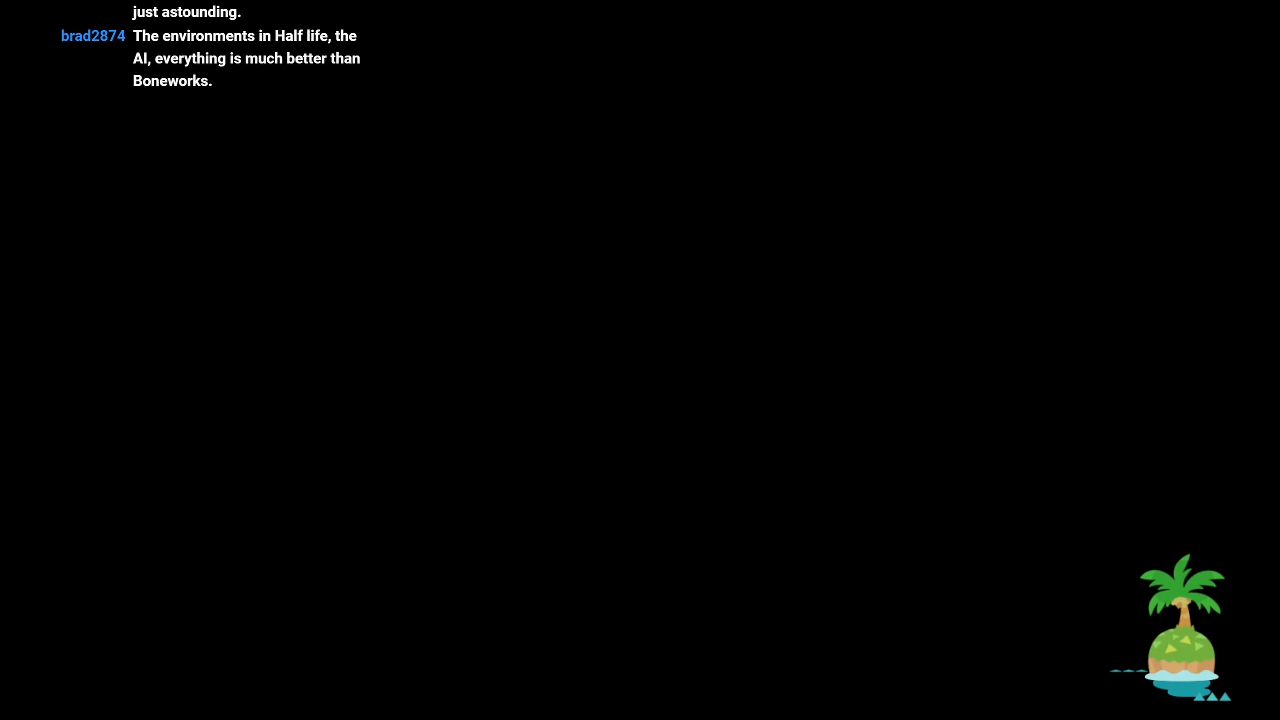 just astounding.
brad2874 The environments in Half life, the
AI, everything is much better than
Boneworks.